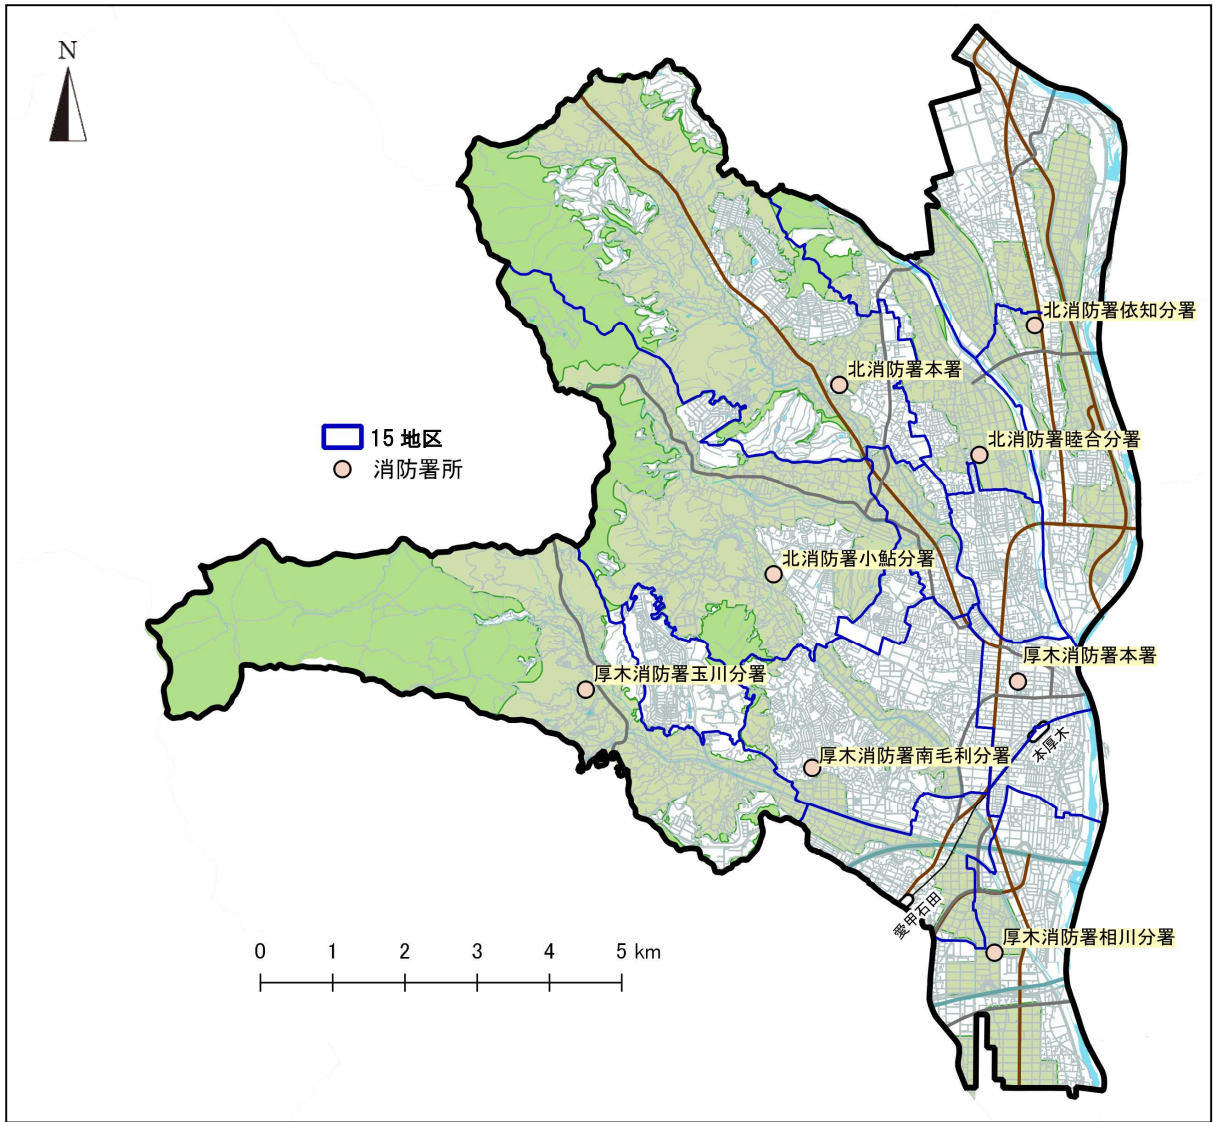 N
北消防署依知分署
北消防署本署
15 地区
北消防署睦合分署
消防署所
北消防署小鮎分署
厚木消防署本署
厚木消防署玉川分署
本厚木
厚木消防署南毛利分署
愛甲石田
厚木消防署相川分署
0 1 2 3 4 5 km